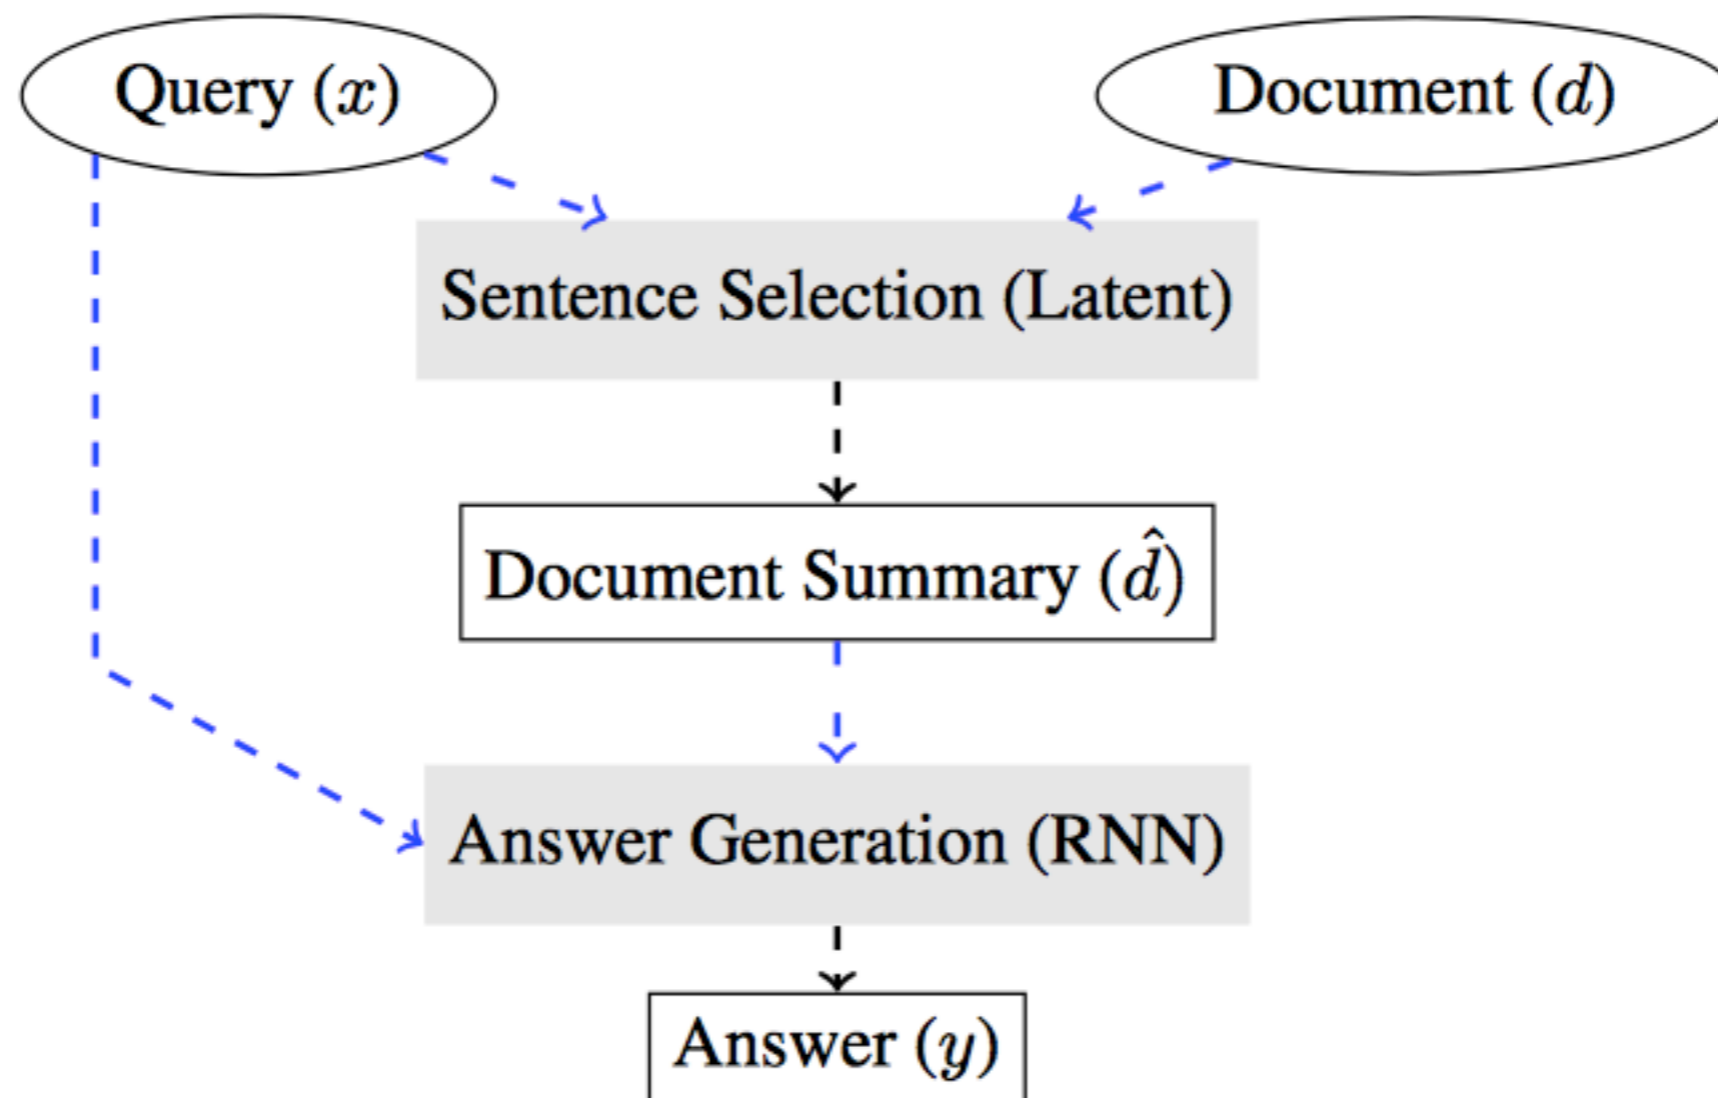 Query (x)
Document (d)
Sentence Selection (Latent)
Document Summary (d̂)
Answer Generation (RNN)
Answer (y)